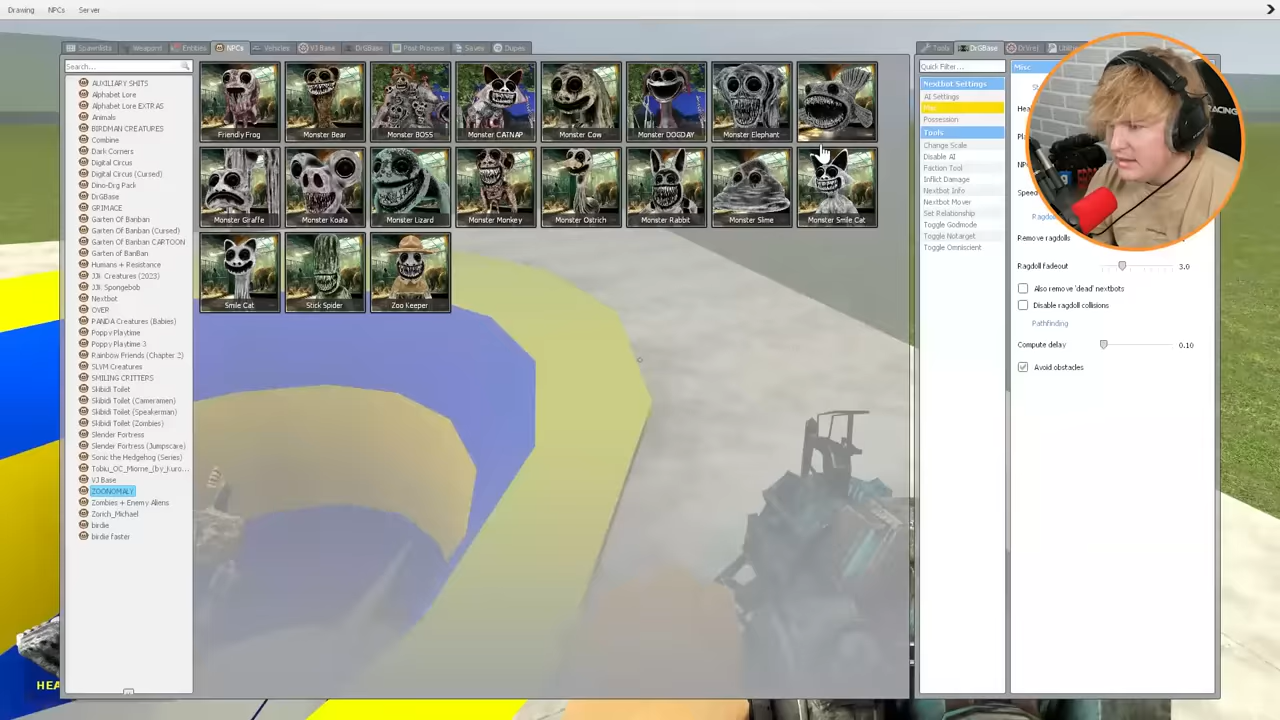 Drawing NPCs Server
Spawnlists Weapons Entities NPCs Vehicles VJ Base DrGBase Post Process Saves Dupes
Search...
AUXILIARY SHITS
Alphabet Lore
Alphabet Lore EXTRAS
Animals
BIRDMAN CREATURES
Combine
Dark Corners
Digital Circus
Digital Circus (Cursed)
Dino-Drg Pack
DrGBase
GRIMACE
Garten Of Banban
Garten Of Banban (Cursed)
Garten Of Banban CARTOON
Garten of BanBan
Humans + Resistance
JJK Creatures (2023)
JJK Spongebob
Nextbot
OVER
PANDA Creatures (Babies)
Poppy Playtime
Poppy Playtime 3
Rainbow Friends (Chapter 2)
SLVM Creatures
SMILING CRITTERS
Skibidi Toilet
Skibidi Toilet (Cameramen)
Skibidi Toilet (Speakerman)
Skibidi Toilet (Zombies)
Slender Fortress
Slender Fortress (Jumpscare)
Sonic the Hedgehog (Series)
VJ Base
ZOONOMALY
Zombies + Enemy Aliens
Zorich_Michael
birdie
birdie faster
Friendly Frog Monster Bear Monster BOSS Monster CATNAP Monster Cow Monster DOGDAY Monster Elephant
Monster Giraffe Monster Koala Monster Lizard Monster Monkey Monster Ostrich Monster Rabbit Monster Slime Monster Smile Cat
Smile Cat Stick Spider Zoo Keeper
Tools DrGBase
Quick Filter...
Nextbot Settings
AI Settings
Misc
Possession
Tools
Change Scale
Disable AI
Faction Tool
Inflict Damage
Nextbot Info
Nextbot Mover
Set Relationship
Toggle Godmode
Toggle Notarget
Toggle Omniscient
Misc
Speed
Remove ragdolls
Ragdoll fadeout 3.0
Also remove 'dead' nextbots
Disable ragdoll collisions
Pathfinding
Compute delay 0.10
Avoid obstacles
RACING
HEA